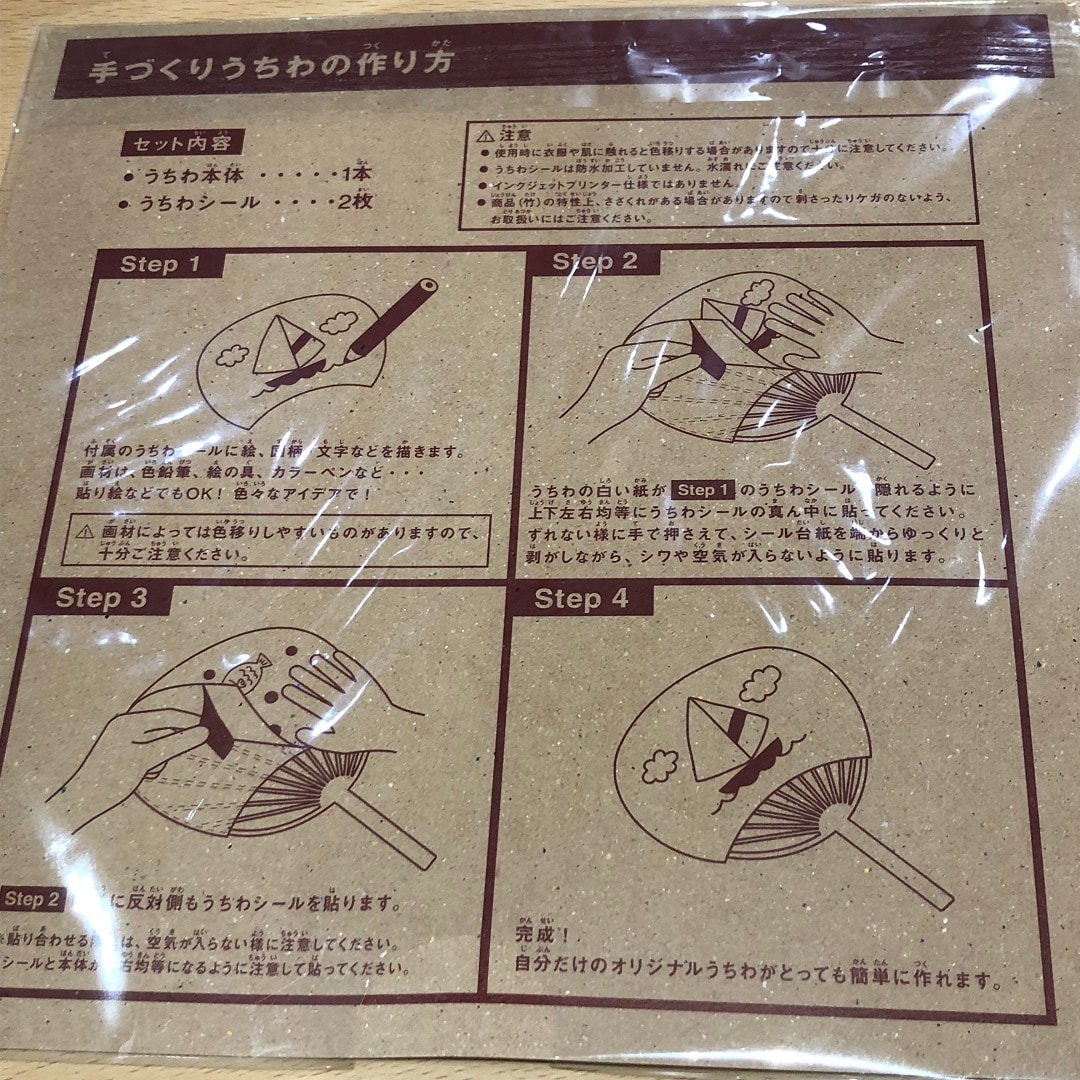 手づくりうちわの作り方
セット内容
●うちわ本体・・・・・1本
●うちわシール・・・・2枚
⚠注意
●使用時に衣服や肌に触れると色移りする場合がありますので に注意してください。
●うちわシールは防水加工していません。水濡れにご注意ください。
●インクジェットプリンター仕様ではありません。
●商品(竹)の特性上、ささくれがある場合がありますので刺さったりケガのないよう、
お取扱いにはご注意ください。
Step 1
付属のうちわ ールに絵、図柄、文字などを描きます。
画材は、色鉛筆、絵の具、カラーペンなど・・・
貼り絵などでもOK！色々なアイデアで！
⚠画材によっては色移りしやすいものがありますので、
十分ご注意ください。
Step 2
うちわの白い紙が Step 1 のうちわシール 隠れるように
上下左右均等にうちわシールの真ん中に貼ってください。
ずれない様に手で押さえて、シール台紙を端からゆっくりと
剥がしながら、シワや空気が入らないように貼ります。
Step 3
Step 2 に反対側もうちわシールを貼ります。
※貼り合わせる は、空気が入らない様に注意してください。
シールと本体が 右均等になるように注意して貼ってください。
Step 4
完成！
自分だけのオリジナルうちわがとっても簡単に作れます。